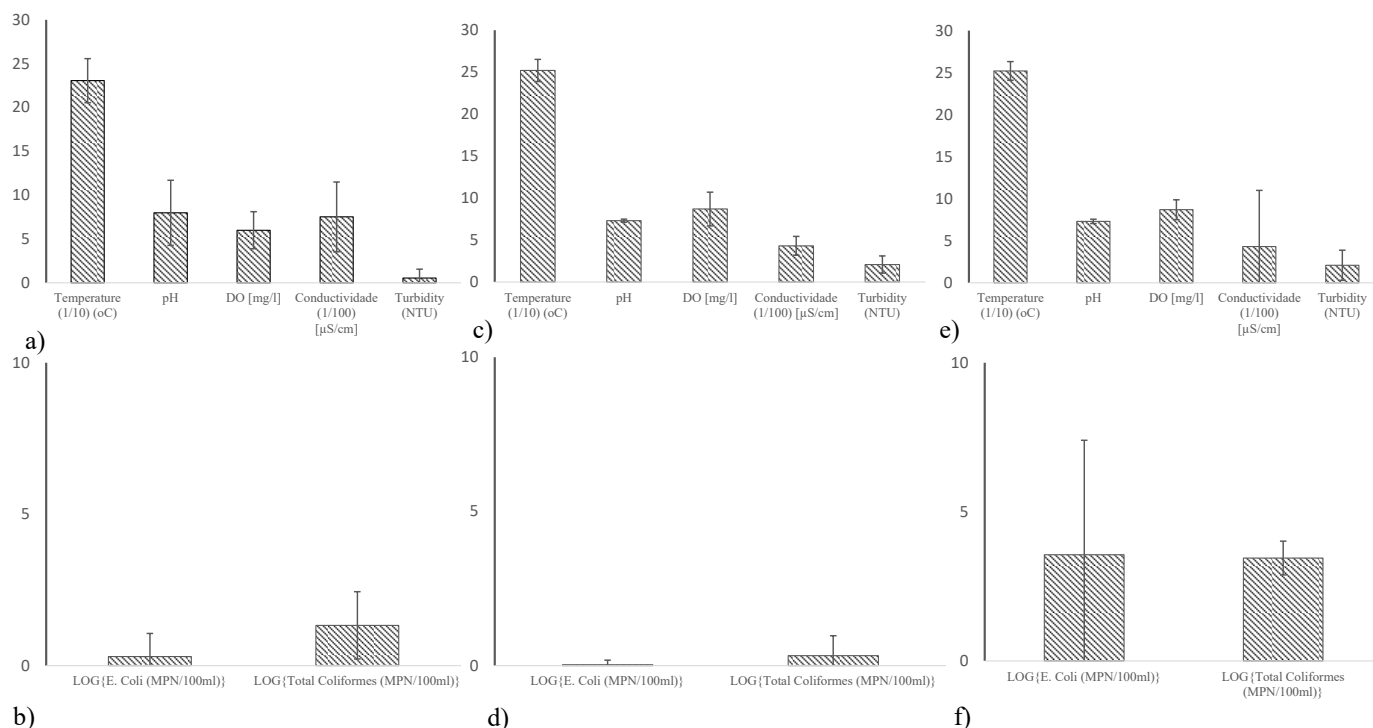 30
25
20
15
10
5
0
Temperature
(1/10) (oC)
pH
DO [mg/l]
Conductividade
(1/100)
[µS/cm]
Turbidity
(NTU)
a)
30
25
20
15
10
5
0
Temperature
(1/10) (oC)
pH
DO [mg/l]
Conductividade
(1/100) [µS/cm]
Turbidity
(NTU)
c)
30
25
20
15
10
5
0
Temperature
(1/10) (oC)
pH
DO [mg/l]
Conductividade
(1/100)
[µS/cm]
Turbidity
(NTU)
e)
10
5
0
LOG{E. Coli (MPN/100ml)}
LOG{Total Coliformes (MPN/100ml)}
b)
10
5
0
LOG{E. Coli (MPN/100ml)}
LOG{Total Coliformes (MPN/100ml)}
d)
10
5
0
LOG{E. Coli (MPN/100ml)}
LOG{Total Coliformes
(MPN/100ml)}
f)